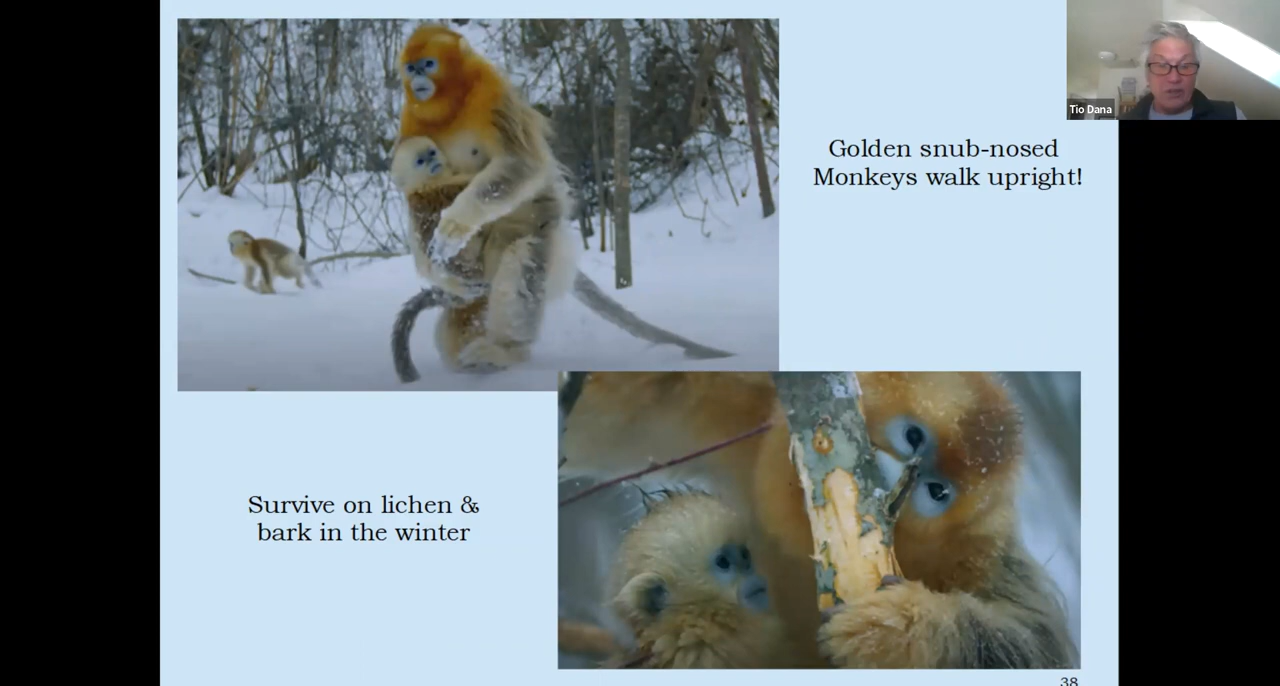 Tio Dana
Golden snub-nosed
Monkeys walk upright!
Survive on lichen &
bark in the winter
38